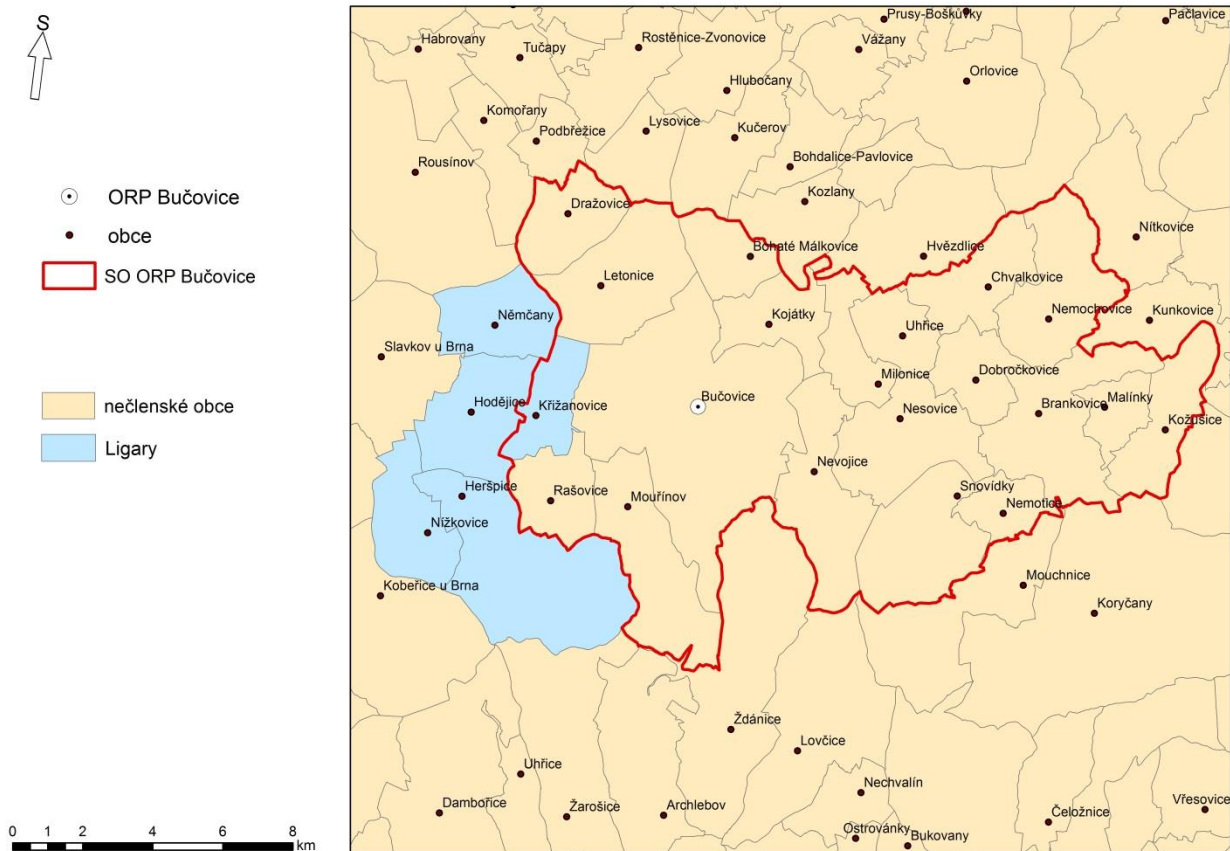 S
ORP Bučovice
obce
SO ORP Bučovice
nečlenské obce
Ligary
0 1 2 4 6 8
km
Prusy-Boškůvky
Pačlavice
Habrovany
Tučapy
Rostěnice-Zvonovice
Vážany
Orlovice
Hlubočany
Komořany
Podbřežice
Lysovice
Kučerov
Rousínov
Bohdalice-Pavlovice
Kozlany
Dražovice
Nítkovice
Bohaté Málkovice
Hvězdlice
Letonice
Chvalkovice
Němčany
Kojátky
Nemochovice
Kunkovice
Uhřice
Slavkov u Brna
Milonice
Dobročkovice
Bučovice
Hodějice
Křižanovice
Nesovice
Brankovice
Malínky
Kožušice
Nevojice
Heršpice
Rašovice
Mouřínov
Snovídky
Nemotice
Nížkovice
Kobeřice u Brna
Mouchnice
Koryčany
Ždánice
Lovčice
Uhřice
Nechvalín
Dambořice
Žarošice
Archlebov
Čeložnice
Vřesovice
Ostrovánky
Bukovany